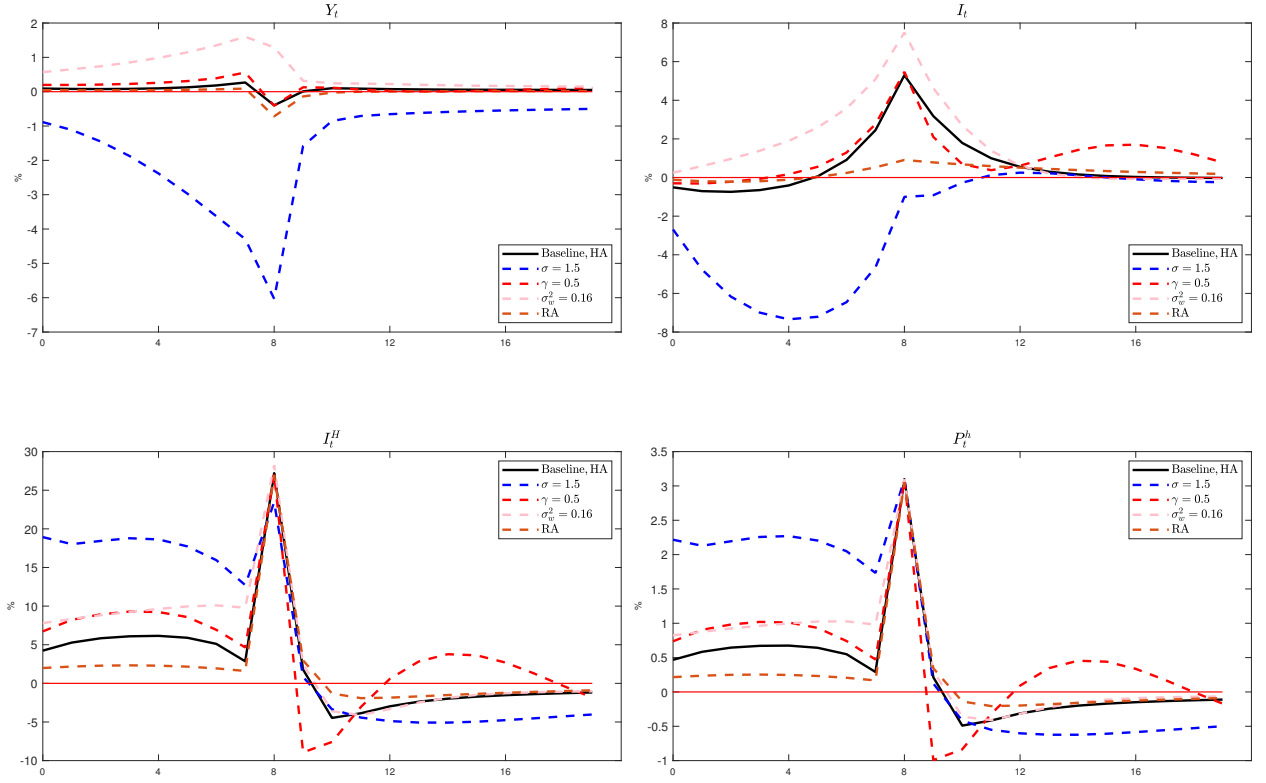 Y_t
2
1
0
-1
-2
-3
-4
-5
-6
-7
%
0 4 8 12 16
Baseline, HA
σ = 1.5
γ = 0.5
σ_w^2 = 0.16
RA
I_t
8
6
4
2
0
-2
-4
-6
-8
%
0 4 8 12 16
Baseline, HA
σ = 1.5
γ = 0.5
σ_w^2 = 0.16
RA
I_t^H
30
25
20
15
10
5
0
-5
-10
%
0 4 8 12 16
Baseline, HA
σ = 1.5
γ = 0.5
σ_w^2 = 0.16
RA
P_t^h
3.5
3
2.5
2
1.5
1
0.5
0
-0.5
-1
%
0 4 8 12 16
Baseline, HA
σ = 1.5
γ = 0.5
σ_w^2 = 0.16
RA